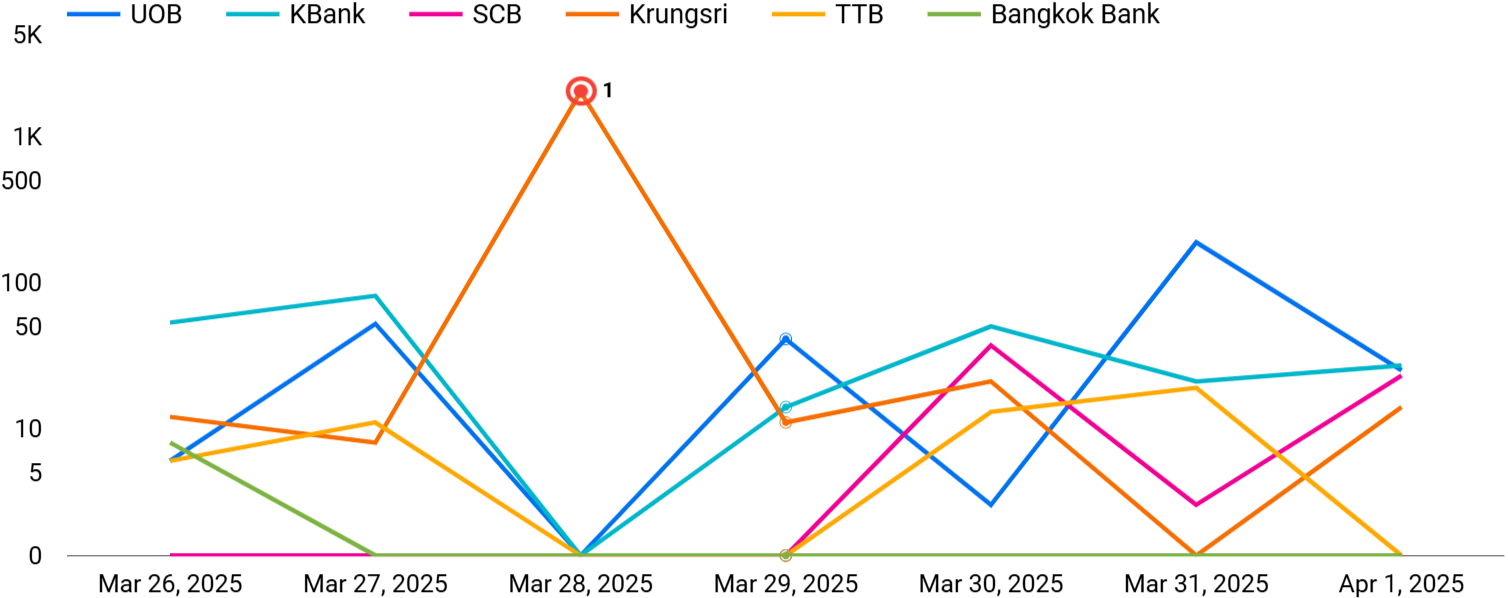 UOB KBank SCB Krungsri TTB Bangkok Bank
5K
1
1K
500
100
50
10
5
0
Mar 26, 2025 Mar 27, 2025 Mar 28, 2025 Mar 29, 2025 Mar 30, 2025 Mar 31, 2025 Apr 1, 2025